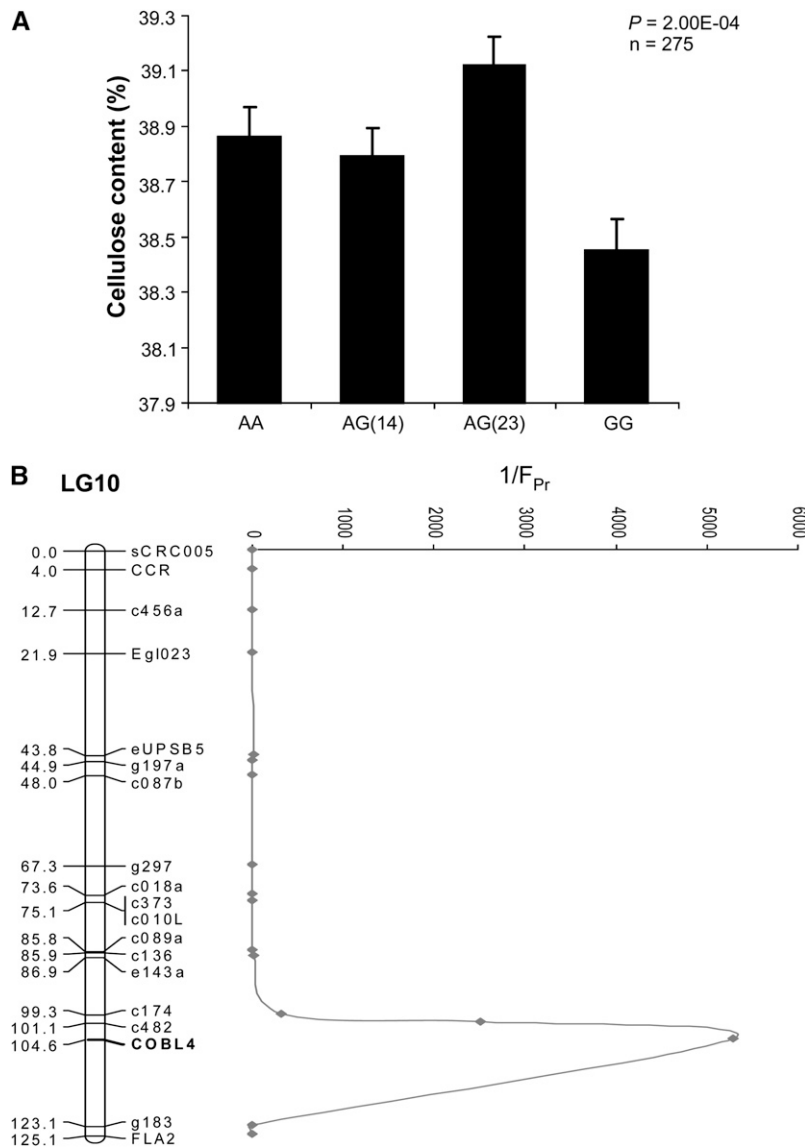 A
P = 2.00E-04
n = 275
Cellulose content (%)
39.3
39.1
38.9
38.7
38.5
38.3
38.1
37.9
AA AG(14) AG(23) GG
B LG10
1/F_Pr
0 1000 2000 3000 4000 5000 6000
0.0 sCRC005
4.0 CCR
12.7 c456a
21.9 Egl023
43.8 eUPSB5
44.9 g197a
48.0 c087b
67.3 g297
73.6 c018a
75.1 c373
c010L
85.8 c089a
85.9 c136
86.9 e143a
99.3 c174
101.1 c482
104.6 COBL4
123.1 g183
125.1 FLA2